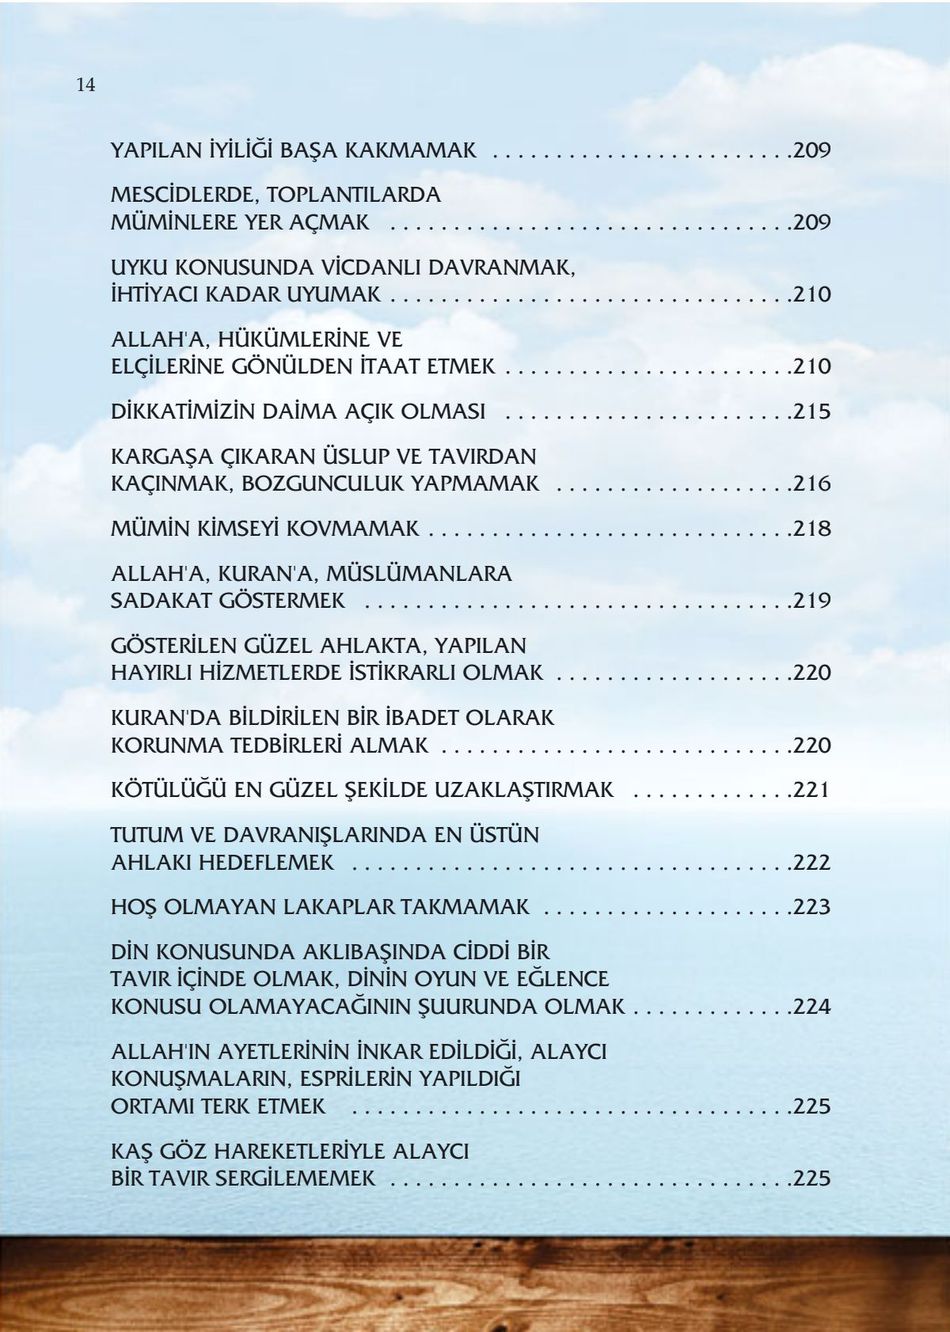 14
YAPILAN İYİLİĞİ BAŞA KAKMAMAK . . . . . . . . . . . . . . . . . . . . . . . .209
MESCİDLERDE, TOPLANTILARDA
MÜMİNLERE YER AÇMAK . . . . . . . . . . . . . . . . . . . . . . . . . . . . . . . .209
UYKU KONUSUNDA VİCDANLI DAVRANMAK,
İHTİYACI KADAR UYUMAK . . . . . . . . . . . . . . . . . . . . . . . . . . . . . . . .210
ALLAH'A, HÜKÜMLERİNE VE
ELÇİLERİNE GÖNÜLDEN İTAAT ETMEK . . . . . . . . . . . . . . . . . . . . . . .210
DİKKATİMİZİN DAİMA AÇIK OLMASI . . . . . . . . . . . . . . . . . . . . . . .215
KARGAŞA ÇIKARAN ÜSLUP VE TAVIRDAN
KAÇINMAK, BOZGUNCULUK YAPMAMAK . . . . . . . . . . . . . . . . . . .216
MÜMİN KİMSEYİ KOVMAMAK . . . . . . . . . . . . . . . . . . . . . . . . . . . . .218
ALLAH'A, KURAN'A, MÜSLÜMANLARA
SADAKAT GÖSTERMEK . . . . . . . . . . . . . . . . . . . . . . . . . . . . . . . . . .219
GÖSTERİLEN GÜZEL AHLAKTA, YAPILAN
HAYIRLI HİZMETLERDE İSTİKRARLI OLMAK . . . . . . . . . . . . . . . . . . .220
KURAN'DA BİLDİRİLEN BİR İBADET OLARAK
KORUNMA TEDBİRLERİ ALMAK . . . . . . . . . . . . . . . . . . . . . . . . . . . .220
KÖTÜLÜĞÜ EN GÜZEL ŞEKİLDE UZAKLAŞTIRMAK . . . . . . . . . . . . .221
TUTUM VE DAVRANIŞLARINDA EN ÜSTÜN
AHLAKI HEDEFLEMEK . . . . . . . . . . . . . . . . . . . . . . . . . . . . . . . . . . .222
HOŞ OLMAYAN LAKAPLAR TAKMAMAK . . . . . . . . . . . . . . . . . . . .223
DİN KONUSUNDA AKLIBAŞINDA CİDDİ BİR
TAVIR İÇİNDE OLMAK, DİNİN OYUN VE EĞLENCE
KONUSU OLAMAYACAĞININ ŞUURUNDA OLMAK . . . . . . . . . . . . .224
ALLAH'IN AYETLERİNİN İNKAR EDİLDİĞİ, ALAYCI
KONUŞMALARIN, ESPRİLERİN YAPILDIĞI
ORTAMI TERK ETMEK . . . . . . . . . . . . . . . . . . . . . . . . . . . . . . . . . . .225
KAŞ GÖZ HAREKETLERİYLE ALAYCI
BİR TAVIR SERGİLEMEMEK . . . . . . . . . . . . . . . . . . . . . . . . . . . . . . . .225